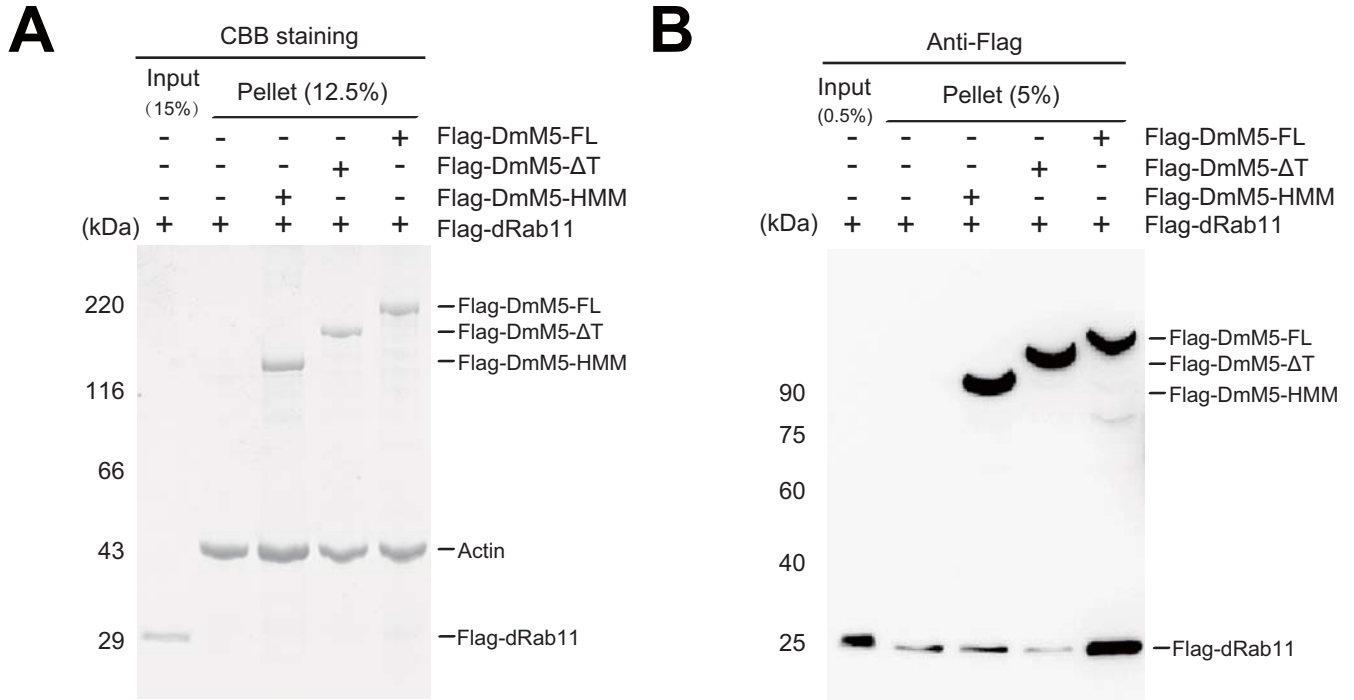 A
CBB staining
Input
(15%)
Pellet (12.5%)
- - - - + Flag-DmM5-FL
- - - + - Flag-DmM5-ΔT
- - + - - Flag-DmM5-HMM
(kDa) + + + + + Flag-dRab11
220
Flag-DmM5-FL
Flag-DmM5-ΔT
Flag-DmM5-HMM
116
66
43
Actin
29
Flag-dRab11
B
Anti-Flag
Input
(0.5%)
Pellet (5%)
- - - - + Flag-DmM5-FL
- - - + - Flag-DmM5-ΔT
- - + - - Flag-DmM5-HMM
(kDa) + + + + + Flag-dRab11
Flag-DmM5-FL
Flag-DmM5-ΔT
90
Flag-DmM5-HMM
75
60
40
25
Flag-dRab11